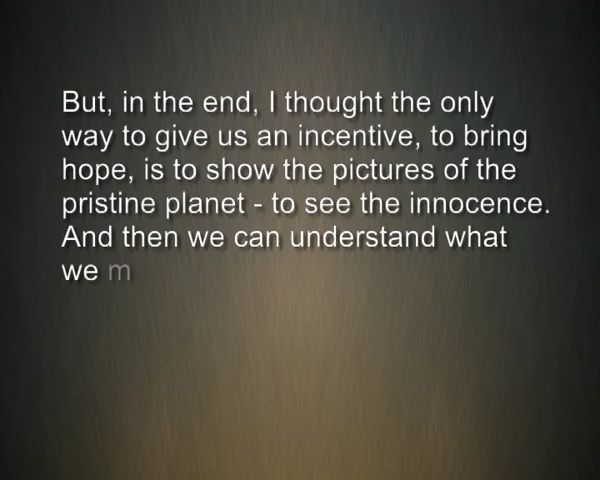 But, in the end, I thought the only
way to give us an incentive, to bring
hope, is to show the pictures of the
pristine planet - to see the innocence.
And then we can understand what
we m